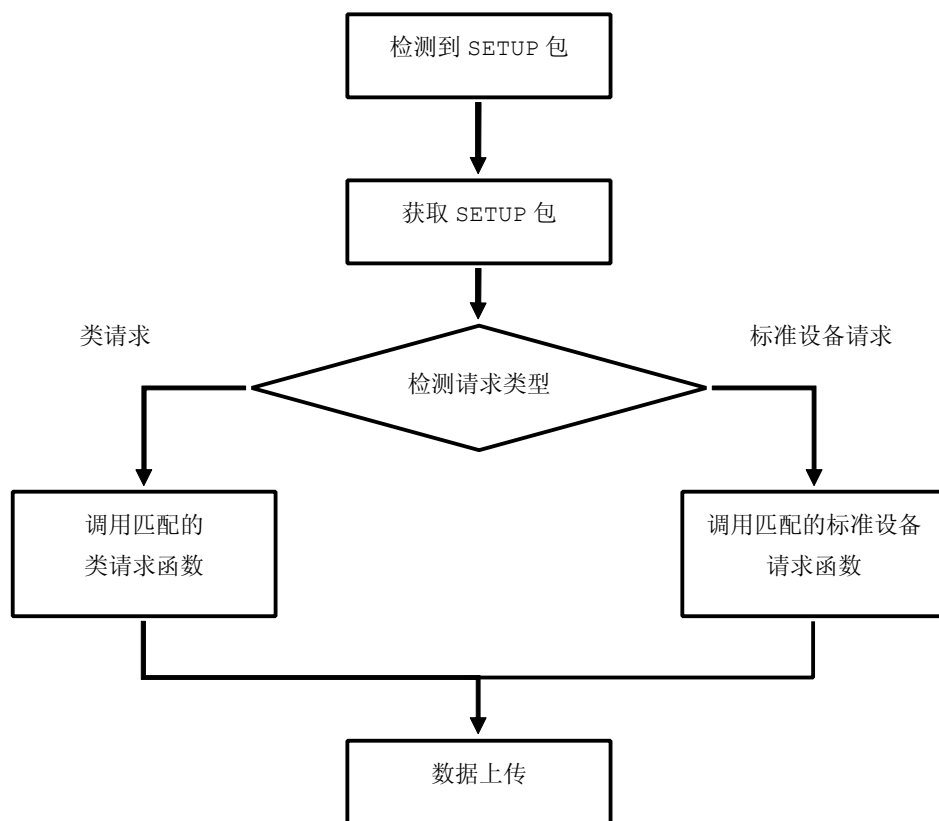 检测到 SETUP 包
获取 SETUP 包
类请求
标准设备请求
检测请求类型
调用匹配的
类请求函数
调用匹配的标准设备
请求函数
数据上传